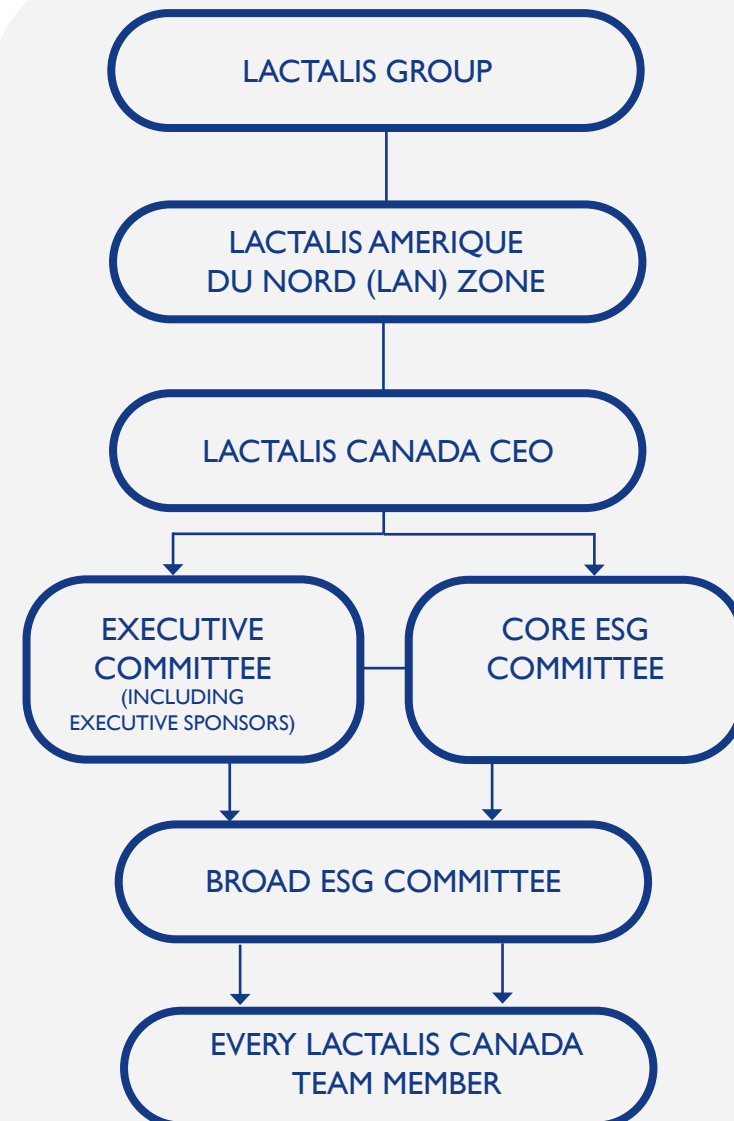 LACTALIS GROUP
LACTALIS AMERIQUE
DU NORD (LAN) ZONE
LACTALIS CANADA CEO
EXECUTIVE
COMMITTEE
(INCLUDING
EXECUTIVE SPONSORS)
CORE ESG
COMMITTEE
BROAD ESG COMMITTEE
EVERY LACTALIS CANADA
TEAM MEMBER